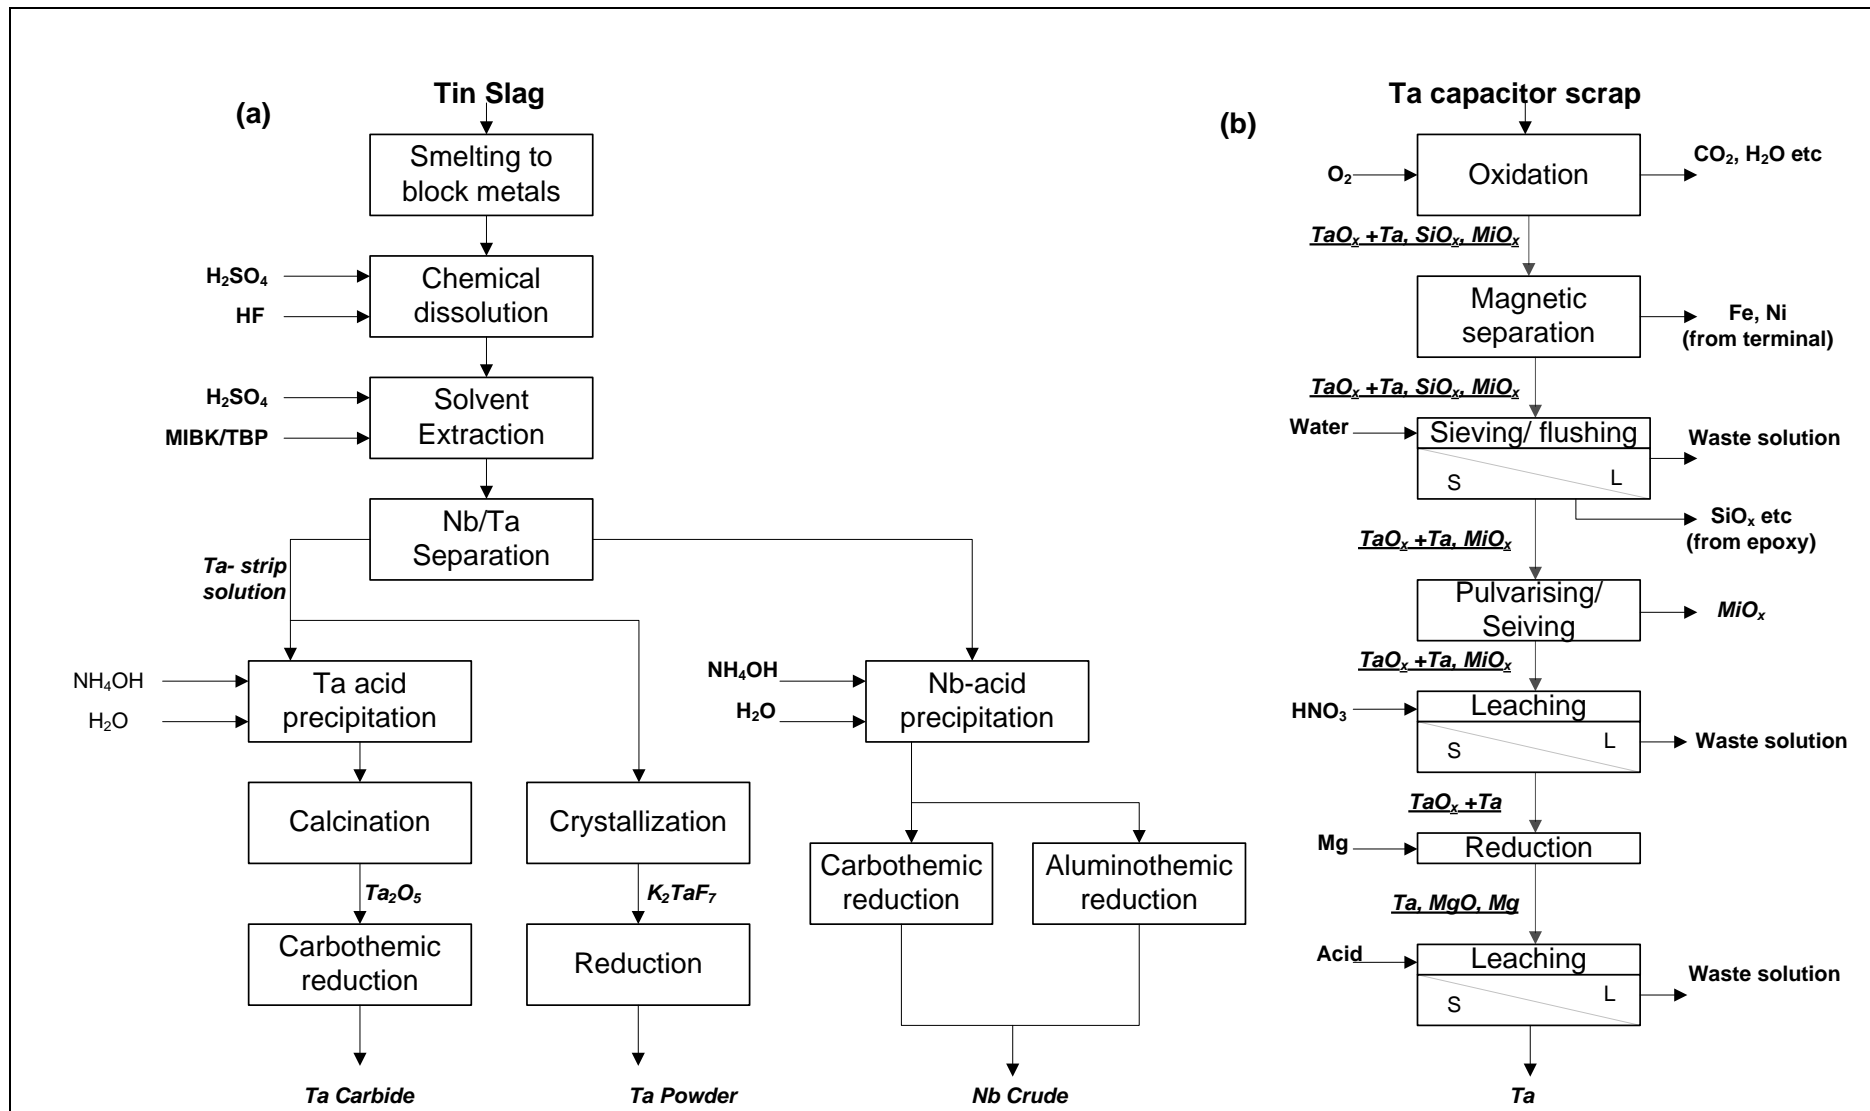 (a)
Tin Slag
Smelting to
block metals
H₂SO₄
HF
Chemical
dissolution
H₂SO₄
MIBK/TBP
Solvent
Extraction
Nb/Ta
Separation
Ta- strip
solution
NH₄OH
H₂O
Ta acid
precipitation
NH₄OH
H₂O
Nb-acid
precipitation
Calcination
Crystallization
Ta₂O₅
K₂TaF₇
Carbothemic
reduction
Reduction
Carbothemic
reduction
Aluminothemic
reduction
Ta Carbide
Ta Powder
Nb Crude
(b)
Ta capacitor scrap
O₂
Oxidation
CO₂, H₂O etc
TaOₓ +Ta, SiOₓ, MiOₓ
Magnetic
separation
Fe, Ni
(from terminal)
TaOₓ +Ta, SiOₓ, MiOₓ
Water
Sieving/ flushing
S
L
Waste solution
SiOₓ etc
(from epoxy)
TaOₓ +Ta, MiOₓ
Pulvarising/
Seiving
MiOₓ
TaOₓ +Ta, MiOₓ
HNO₃
Leaching
S
L
Waste solution
TaOₓ +Ta
Mg
Reduction
Ta, MgO, Mg
Acid
Leaching
S
L
Waste solution
Ta